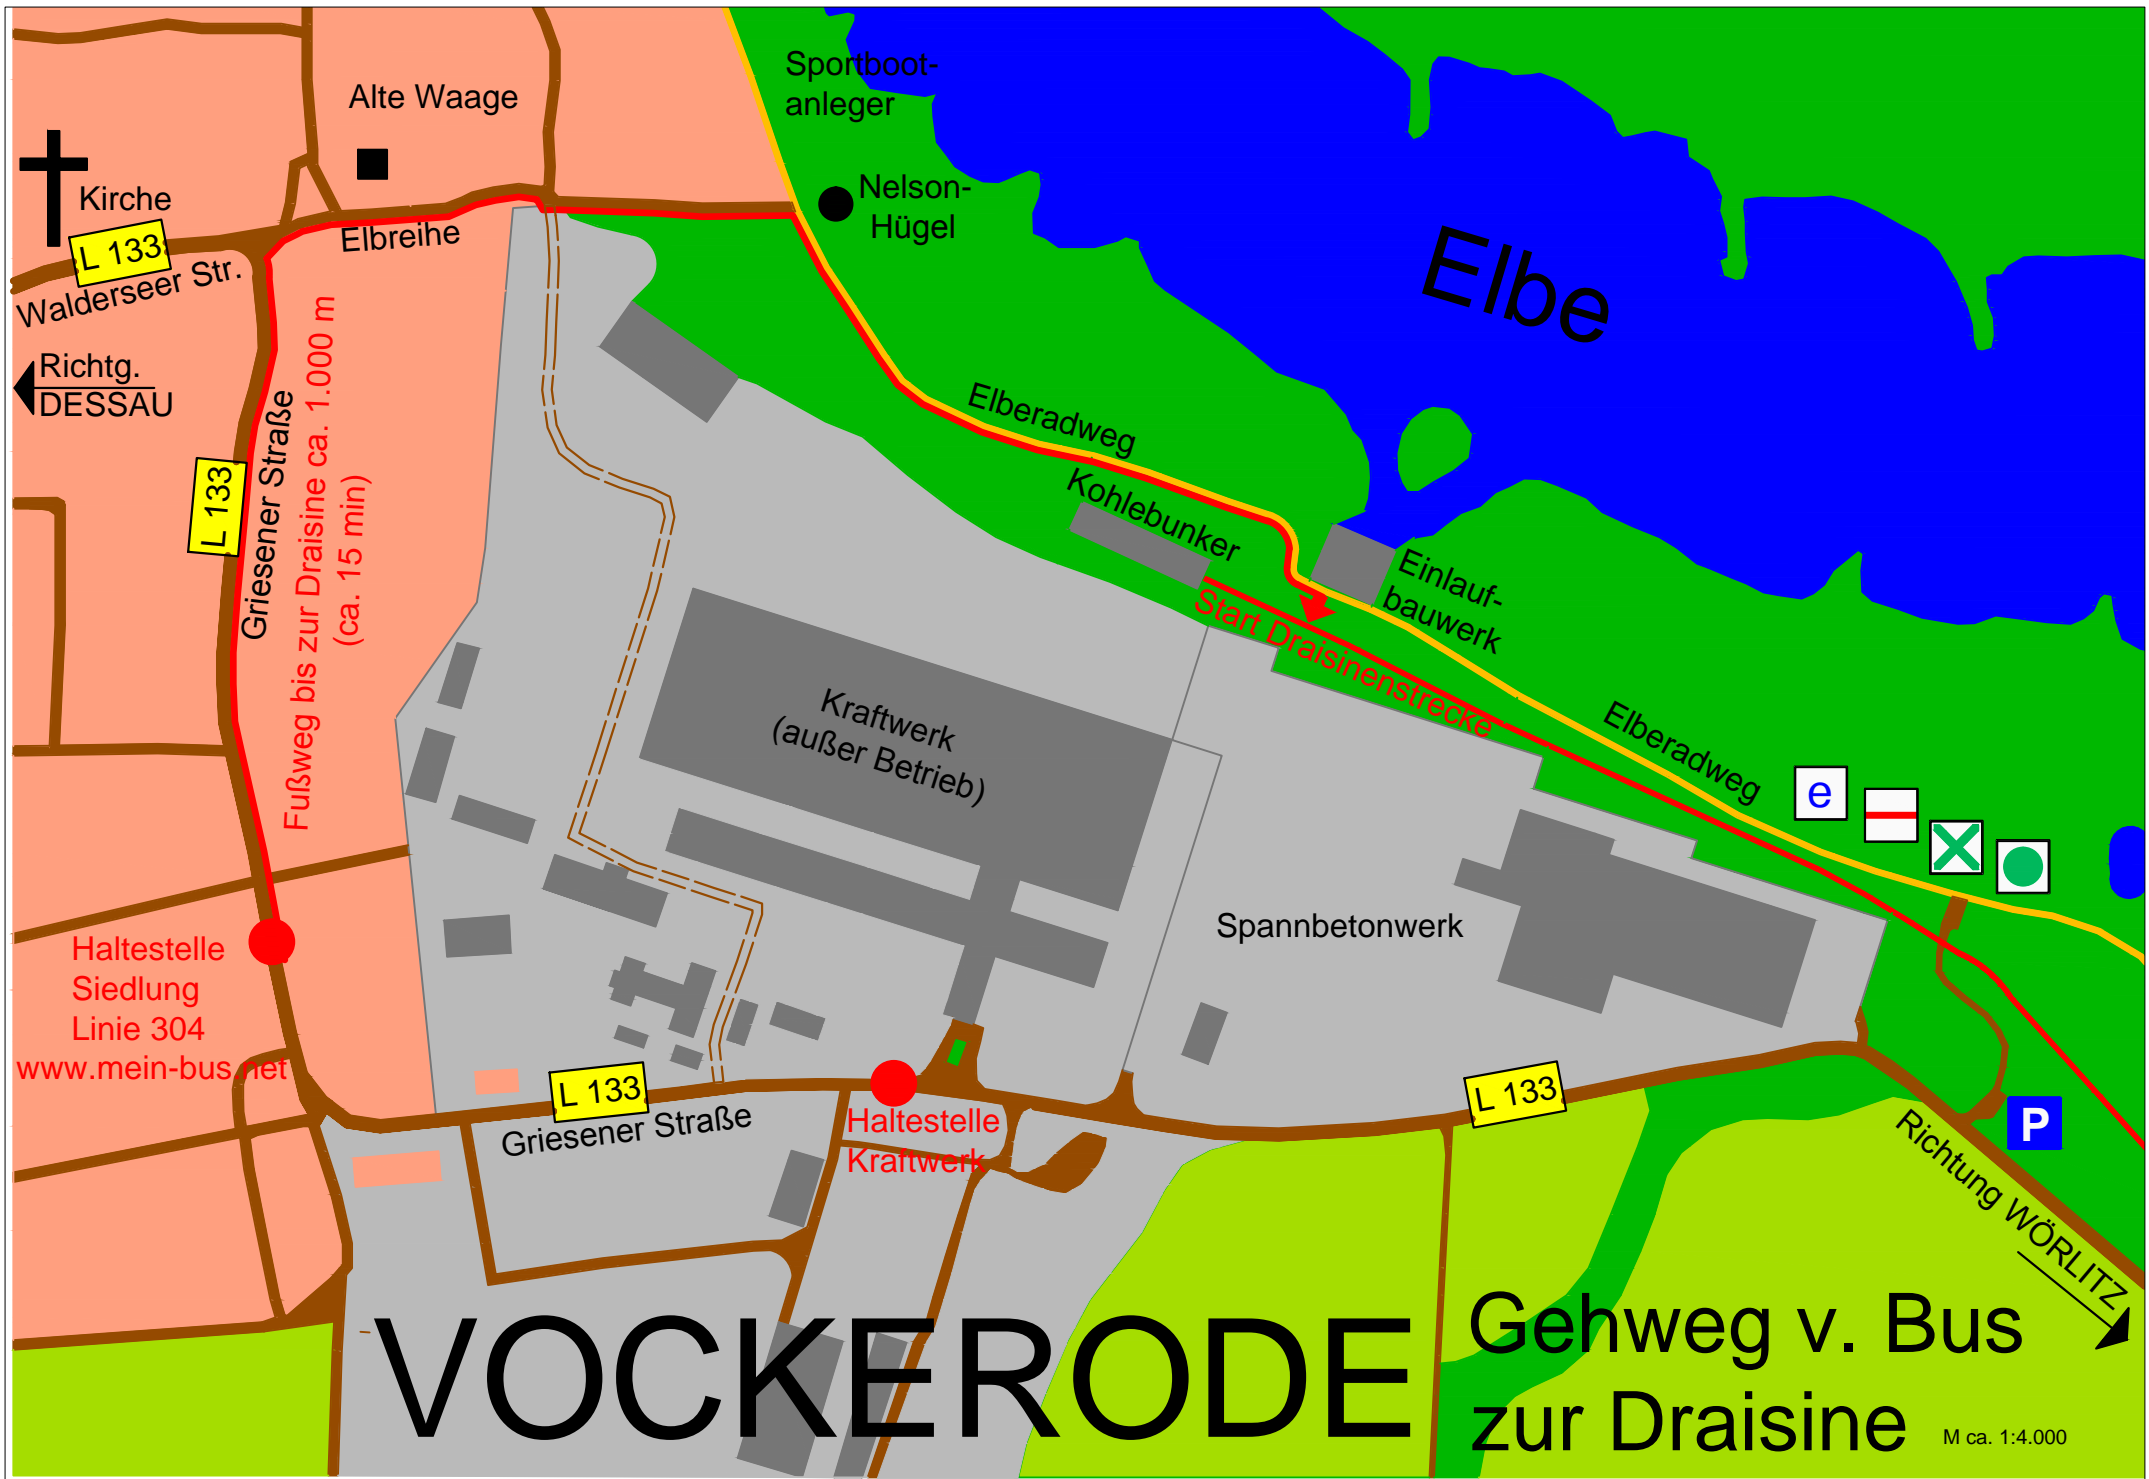 Sportboot-
anleger
Alte Waage
Kirche
Nelson-
Hügel
L 133
Walderseer Str.
Elbreihe
Elbe
Richtg.
DESSAU
L 133
Griesener Straße
Fußweg bis zur Draisine ca. 1.000 m
(ca. 15 min)
Elberadweg
Kohlebunker
Einlauf-
bauwerk
Start Draisinenstrecke
Kraftwerk
(außer Betrieb)
Elberadweg
e
Spannbetonwerk
Haltestelle
Siedlung
Linie 304
www.mein-bus.net
L 133
Griesener Straße
Haltestelle
Kraftwerk
L 133
P
Richtung WÖRLITZ
VOCKERODE
Gehweg v. Bus
zur Draisine
M ca. 1:4.000